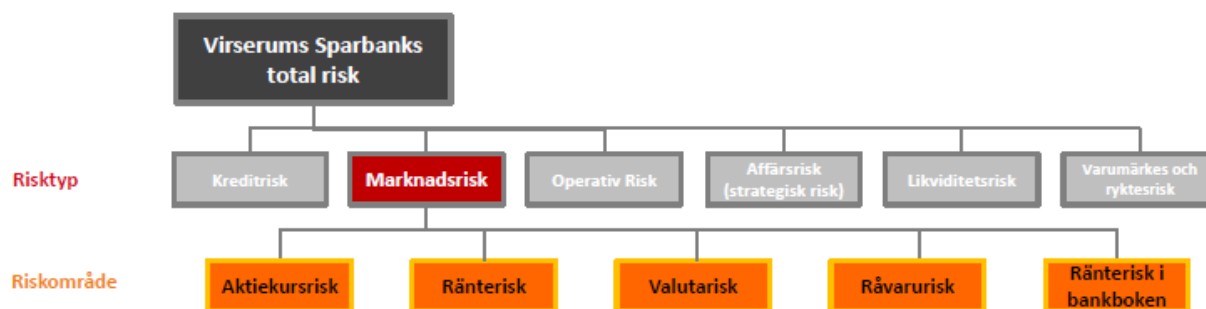 Virserums Sparbanks
total risk
Risktyp
Kreditrisk
Marknadsrisk
Operativ Risk
Affärsrisk
(strategisk risk)
Likviditetsrisk
Varumärkes och
ryktesrisk
Riskområde
Aktiekursrisk
Ränterisk
Valutarisk
Råvarurisk
Ränterisk i
bankboken